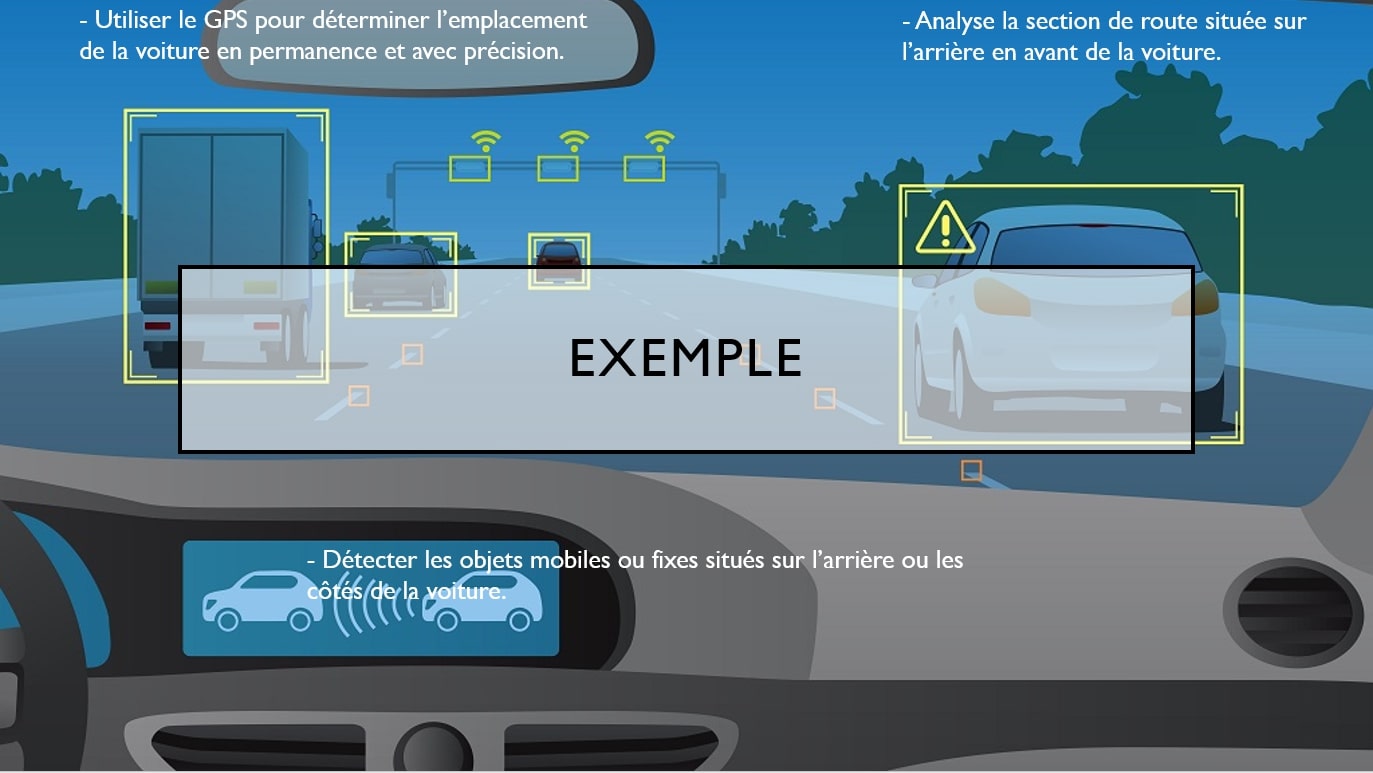 - Utiliser le GPS pour déterminer l’emplacement
de la voiture en permanence et avec précision.
- Analyse la section de route située sur
l’arrière en avant de la voiture.
EXEMPLE
- Détecter les objets mobiles ou fixes situés sur l’arrière ou les
côtés de la voiture.